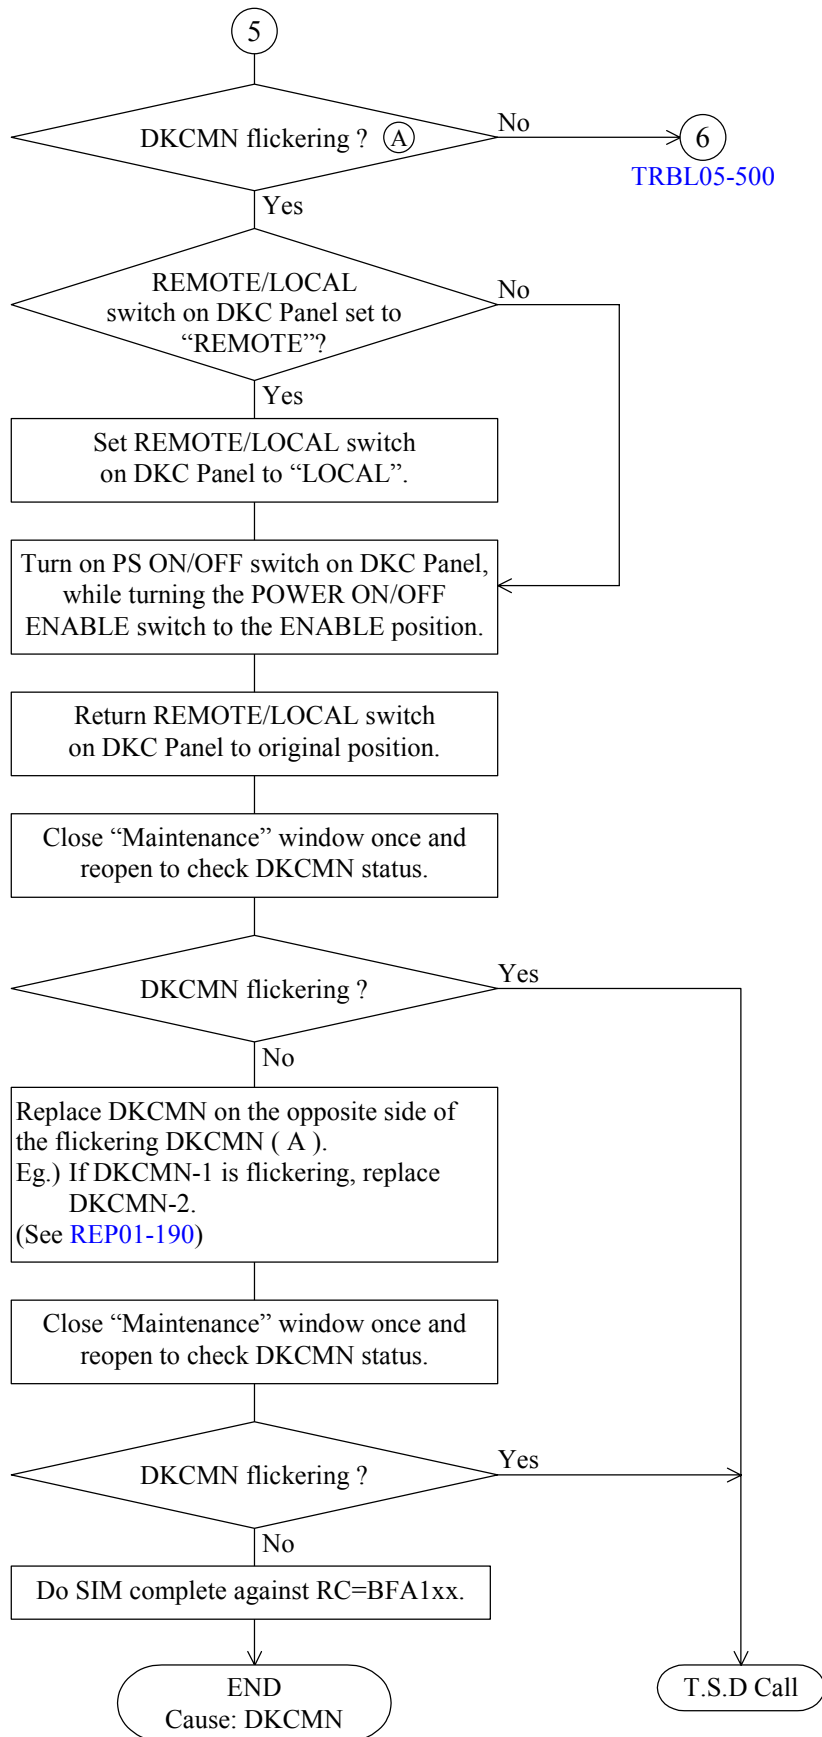 5
DKCMN flickering ? A
No
6
TRBL05-500
Yes
REMOTE/LOCAL
switch on DKC Panel set to
“REMOTE”?
No
Yes
Set REMOTE/LOCAL switch
on DKC Panel to “LOCAL”.
Turn on PS ON/OFF switch on DKC Panel,
while turning the POWER ON/OFF
ENABLE switch to the ENABLE position.
Return REMOTE/LOCAL switch
on DKC Panel to original position.
Close “Maintenance” window once and
reopen to check DKCMN status.
DKCMN flickering ?
Yes
No
Replace DKCMN on the opposite side of
the flickering DKCMN ( A ).
Eg.) If DKCMN-1 is flickering, replace
DKCMN-2.
(See REP01-190)
Close “Maintenance” window once and
reopen to check DKCMN status.
DKCMN flickering ?
Yes
No
Do SIM complete against RC=BFA1xx.
END
Cause: DKCMN
T.S.D Call